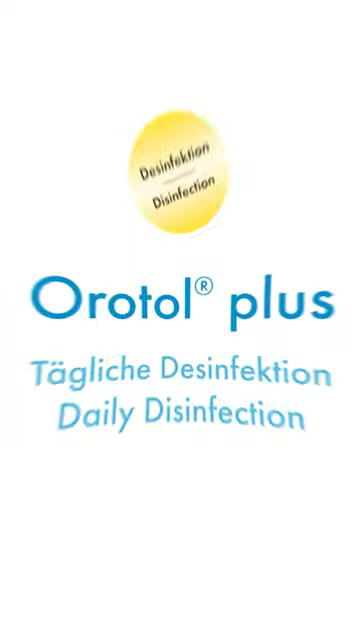 Desinfektion
Disinfection
Orotol® plus
Tägliche Desinfektion
Daily Disinfection